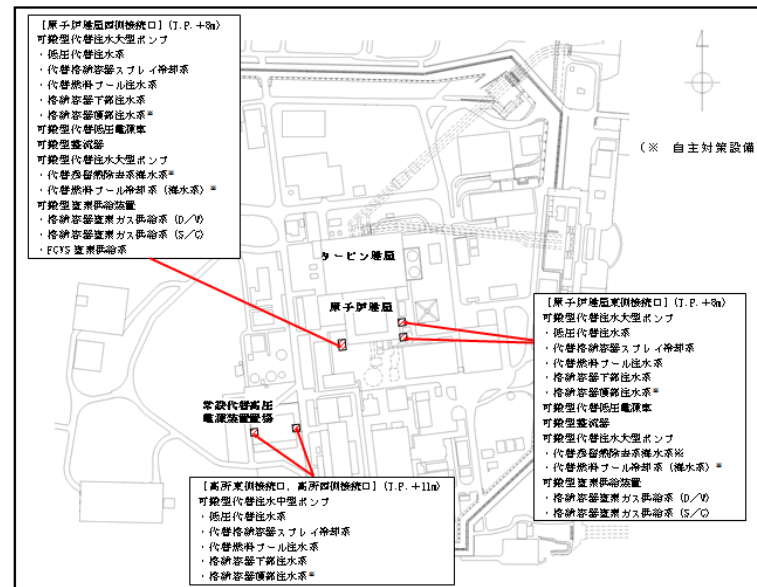 [原子炉建屋西側接続口](T.P.+8m)
可搬型代替注水大型ポンプ
・低圧代替注水系
・代替格納容器スプレイ冷却系
・代替燃料プール注水系
・格納容器下部注水系
・格納容器頂部注水系※
可搬型代替低圧電源車
可搬型整流器
可搬型代替注水大型ポンプ
・代替残留熱除去系海水系※
・代替燃料プール冷却系(海水系)※
可搬型窒素供給装置
・格納容器窒素ガス供給系(D/W)
・格納容器窒素ガス供給系(S/C)
・FCVS 窒素供給系
(※ 自主対策設備
タービン建屋
原子炉建屋
[原子炉建屋東側接続口](T.P.+8m)
可搬型代替注水大型ポンプ
・低圧代替注水系
・代替格納容器スプレイ冷却系
・代替燃料プール注水系
・格納容器下部注水系
・格納容器頂部注水系※
可搬型代替低圧電源車
可搬型整流器
可搬型代替注水大型ポンプ
・代替残留熱除去系海水系※
・代替燃料プール冷却系(海水系)※
可搬型窒素供給装置
・格納容器窒素ガス供給系(D/W)
・格納容器窒素ガス供給系(S/C)
常設代替高圧
電源装置置場
[高所東側接続口,高所西側接続口](T.P.+11m)
可搬型代替注水中型ポンプ
・低圧代替注水系
・代替格納容器スプレイ冷却系
・代替燃料プール注水系
・格納容器下部注水系
・格納容器頂部注水系※